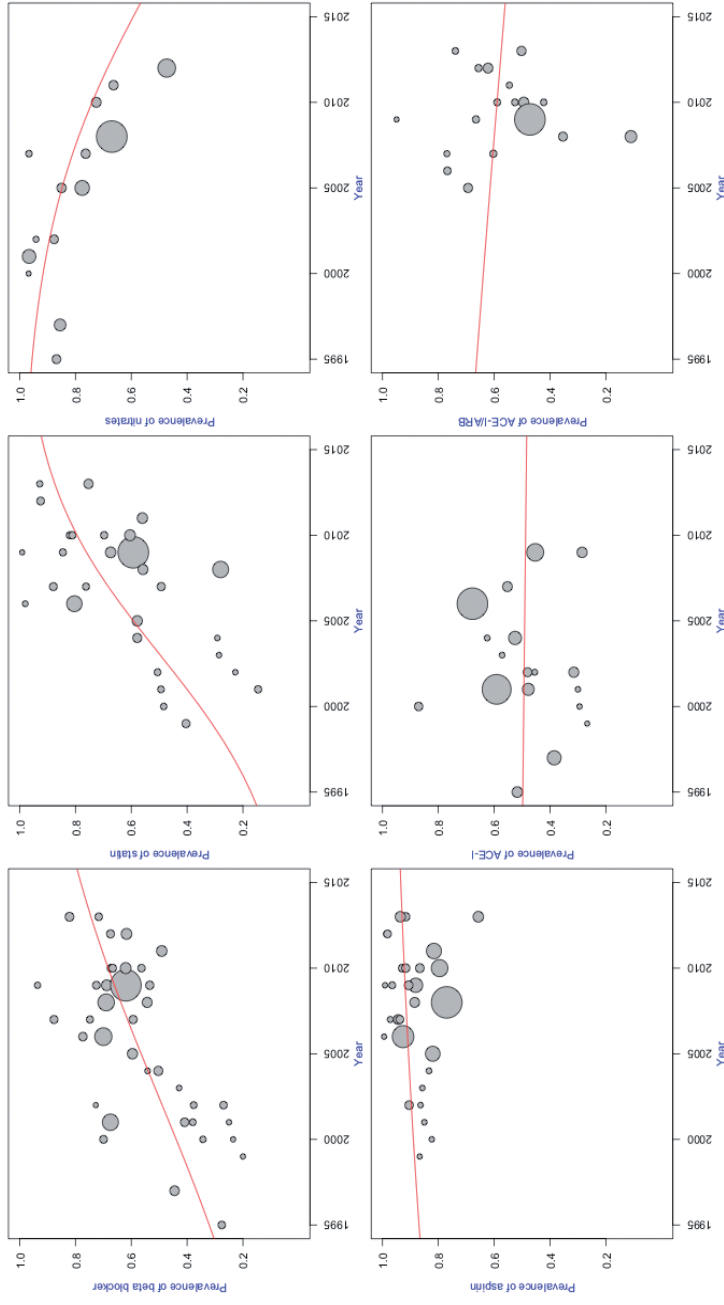 Prevalence of beta blocker
1.0
0.8
0.6
0.4
0.2
1995 2000 2005 2010 2015
Year
Prevalence of statin
1.0
0.8
0.6
0.4
0.2
1995 2000 2005 2010 2015
Year
Prevalence of nitrates
1.0
0.8
0.6
0.4
0.2
1995 2000 2005 2010 2015
Year
Prevalence of aspirin
1.0
0.8
0.6
0.4
0.2
1995 2000 2005 2010 2015
Year
Prevalence of ACE-I
1.0
0.8
0.6
0.4
0.2
1995 2000 2005 2010 2015
Year
Prevalence of ACE-I/ARB
1.0
0.8
0.6
0.4
0.2
1995 2000 2005 2010 2015
Year